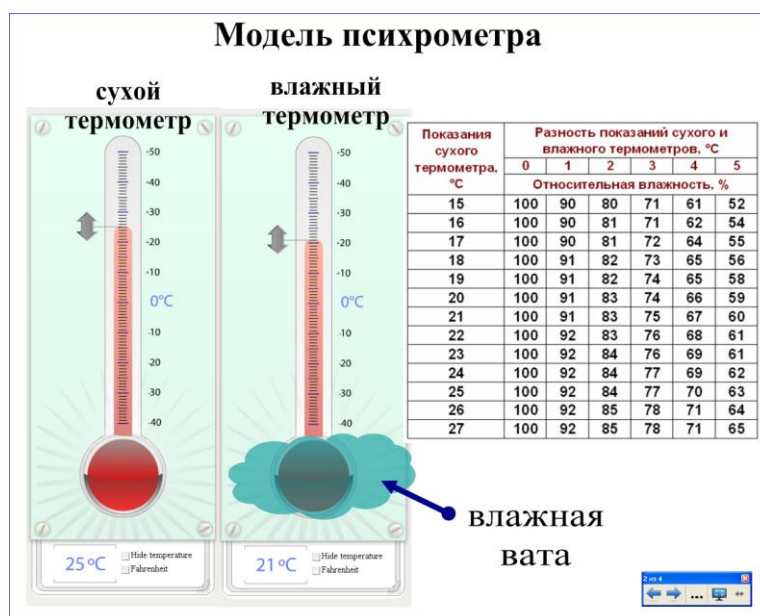 Модель психрометра
сухой
термометр
влажный
термометр
-50
-40
-30
-20
-10
0°C
-10
-20
-30
-40
25 ºC
Hide temperature
Fahrenheit
-50
-40
-30
-20
-10
0°C
-10
-20
-30
-40
21 ºC
Hide temperature
Fahrenheit
Показания
сухого
термометра,
°С
Разность показаний сухого и
влажного термометров, °С
0 1 2 3 4 5
Относительная влажность, %
15 100 90 80 71 61 52
16 100 90 81 71 62 54
17 100 90 81 72 64 55
18 100 91 82 73 65 56
19 100 91 82 74 65 58
20 100 91 83 74 66 59
21 100 91 83 75 67 60
22 100 92 83 76 68 61
23 100 92 84 76 69 61
24 100 92 84 77 69 62
25 100 92 84 77 70 63
26 100 92 85 78 71 64
27 100 92 85 78 71 65
влажная
вата
2 из 4